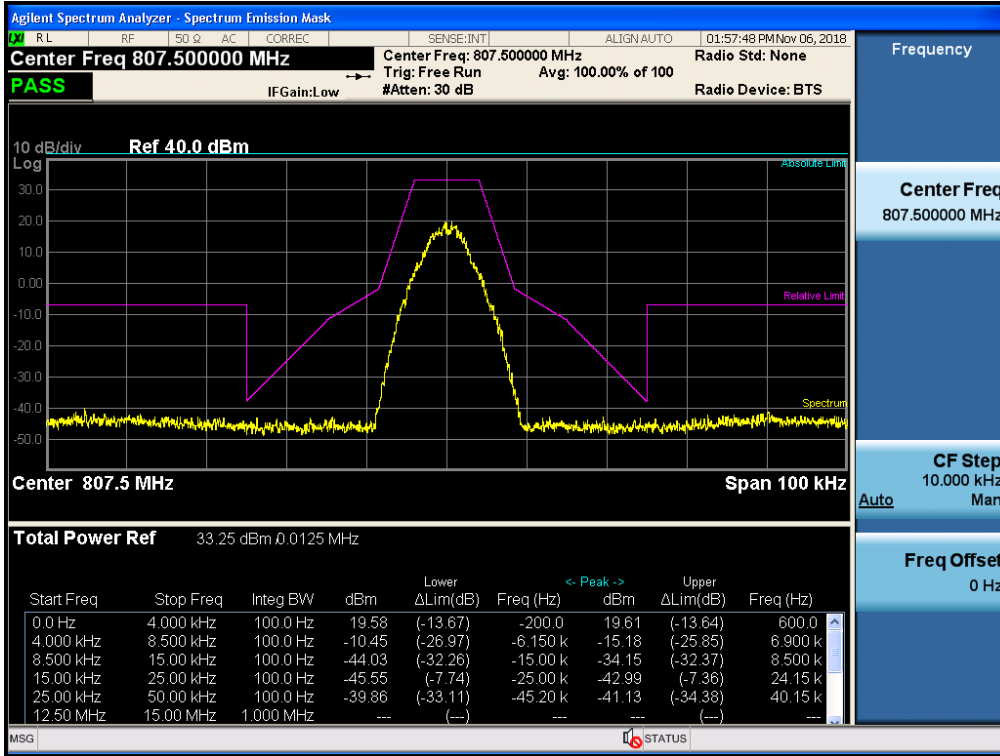 Agilent Spectrum Analyzer - Spectrum Emission Mask
LXI RL RF 50 Ω AC CORREC SENSE:INT ALIGN AUTO 01:57:48 PM Nov 06, 2018
Center Freq 807.500000 MHz
Center Freq: 807.500000 MHz
Radio Std: None
Trig: Free Run Avg: 100.00% of 100
PASS
IFGain:Low
#Atten: 30 dB
Radio Device: BTS
10 dB/div Ref 40.0 dBm
Log
Absolute Limit
30.0
20.0
10.0
0.00
Relative Limit
-10.0
-20.0
-30.0
-40.0
Spectrum
-50.0
Center 807.5 MHz Span 100 kHz
Total Power Ref 33.25 dBm /0.0125 MHz
Lower <- Peak -> Upper
Start Freq Stop Freq Integ BW dBm ΔLim(dB) Freq (Hz) dBm ΔLim(dB) Freq (Hz)
0.0 Hz 4.000 kHz 100.0 Hz 19.58 (-13.67) -200.0 19.61 (-13.64) 600.0
4.000 kHz 8.500 kHz 100.0 Hz -10.45 (-26.97) -6.150 k -15.18 (-25.85) 6.900 k
8.500 kHz 15.00 kHz 100.0 Hz -44.03 (-32.26) -15.00 k -34.15 (-32.37) 8.500 k
15.00 kHz 25.00 kHz 100.0 Hz -45.55 (-7.74) -25.00 k -42.99 (-7.36) 24.15 k
25.00 kHz 50.00 kHz 100.0 Hz -39.86 (-33.11) -45.20 k -41.13 (-34.38) 40.15 k
12.50 MHz 15.00 MHz 1.000 MHz --- (---) --- --- (---) ---
MSG STATUS
Frequency
Center Freq
807.500000 MHz
CF Step
10.000 kHz
Auto Man
Freq Offset
0 Hz